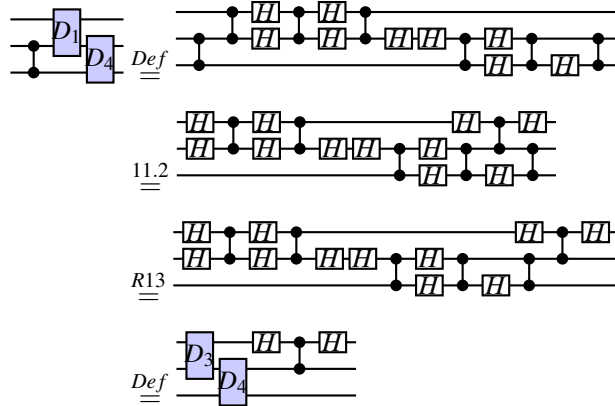 D₁ H H
H H H H H
D₄ Def = H H
H H H
H H H H H
11.2 = H H
H H H H
H H H H H
R13 = H H
D₃ H H
Def = D₄